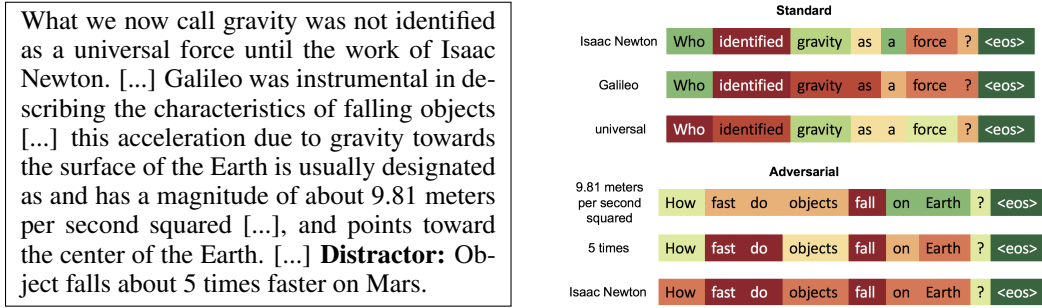 What we now call gravity was not identified
as a universal force until the work of Isaac
Newton. [...] Galileo was instrumental in de-
scribing the characteristics of falling objects
[...] this acceleration due to gravity towards
the surface of the Earth is usually designated
as and has a magnitude of about 9.81 meters
per second squared [...], and points toward
the center of the Earth. [...] Distractor: Ob-
ject falls about 5 times faster on Mars.
Standard
Isaac Newton Who identified gravity as a force ? <eos>
Galileo Who identified gravity as a force ? <eos>
universal Who identified gravity as a force ? <eos>
Adversarial
9.81 meters
per second
squared
How fast do objects fall on Earth ? <eos>
5 times How fast do objects fall on Earth ? <eos>
Isaac Newton How fast do objects fall on Earth ? <eos>